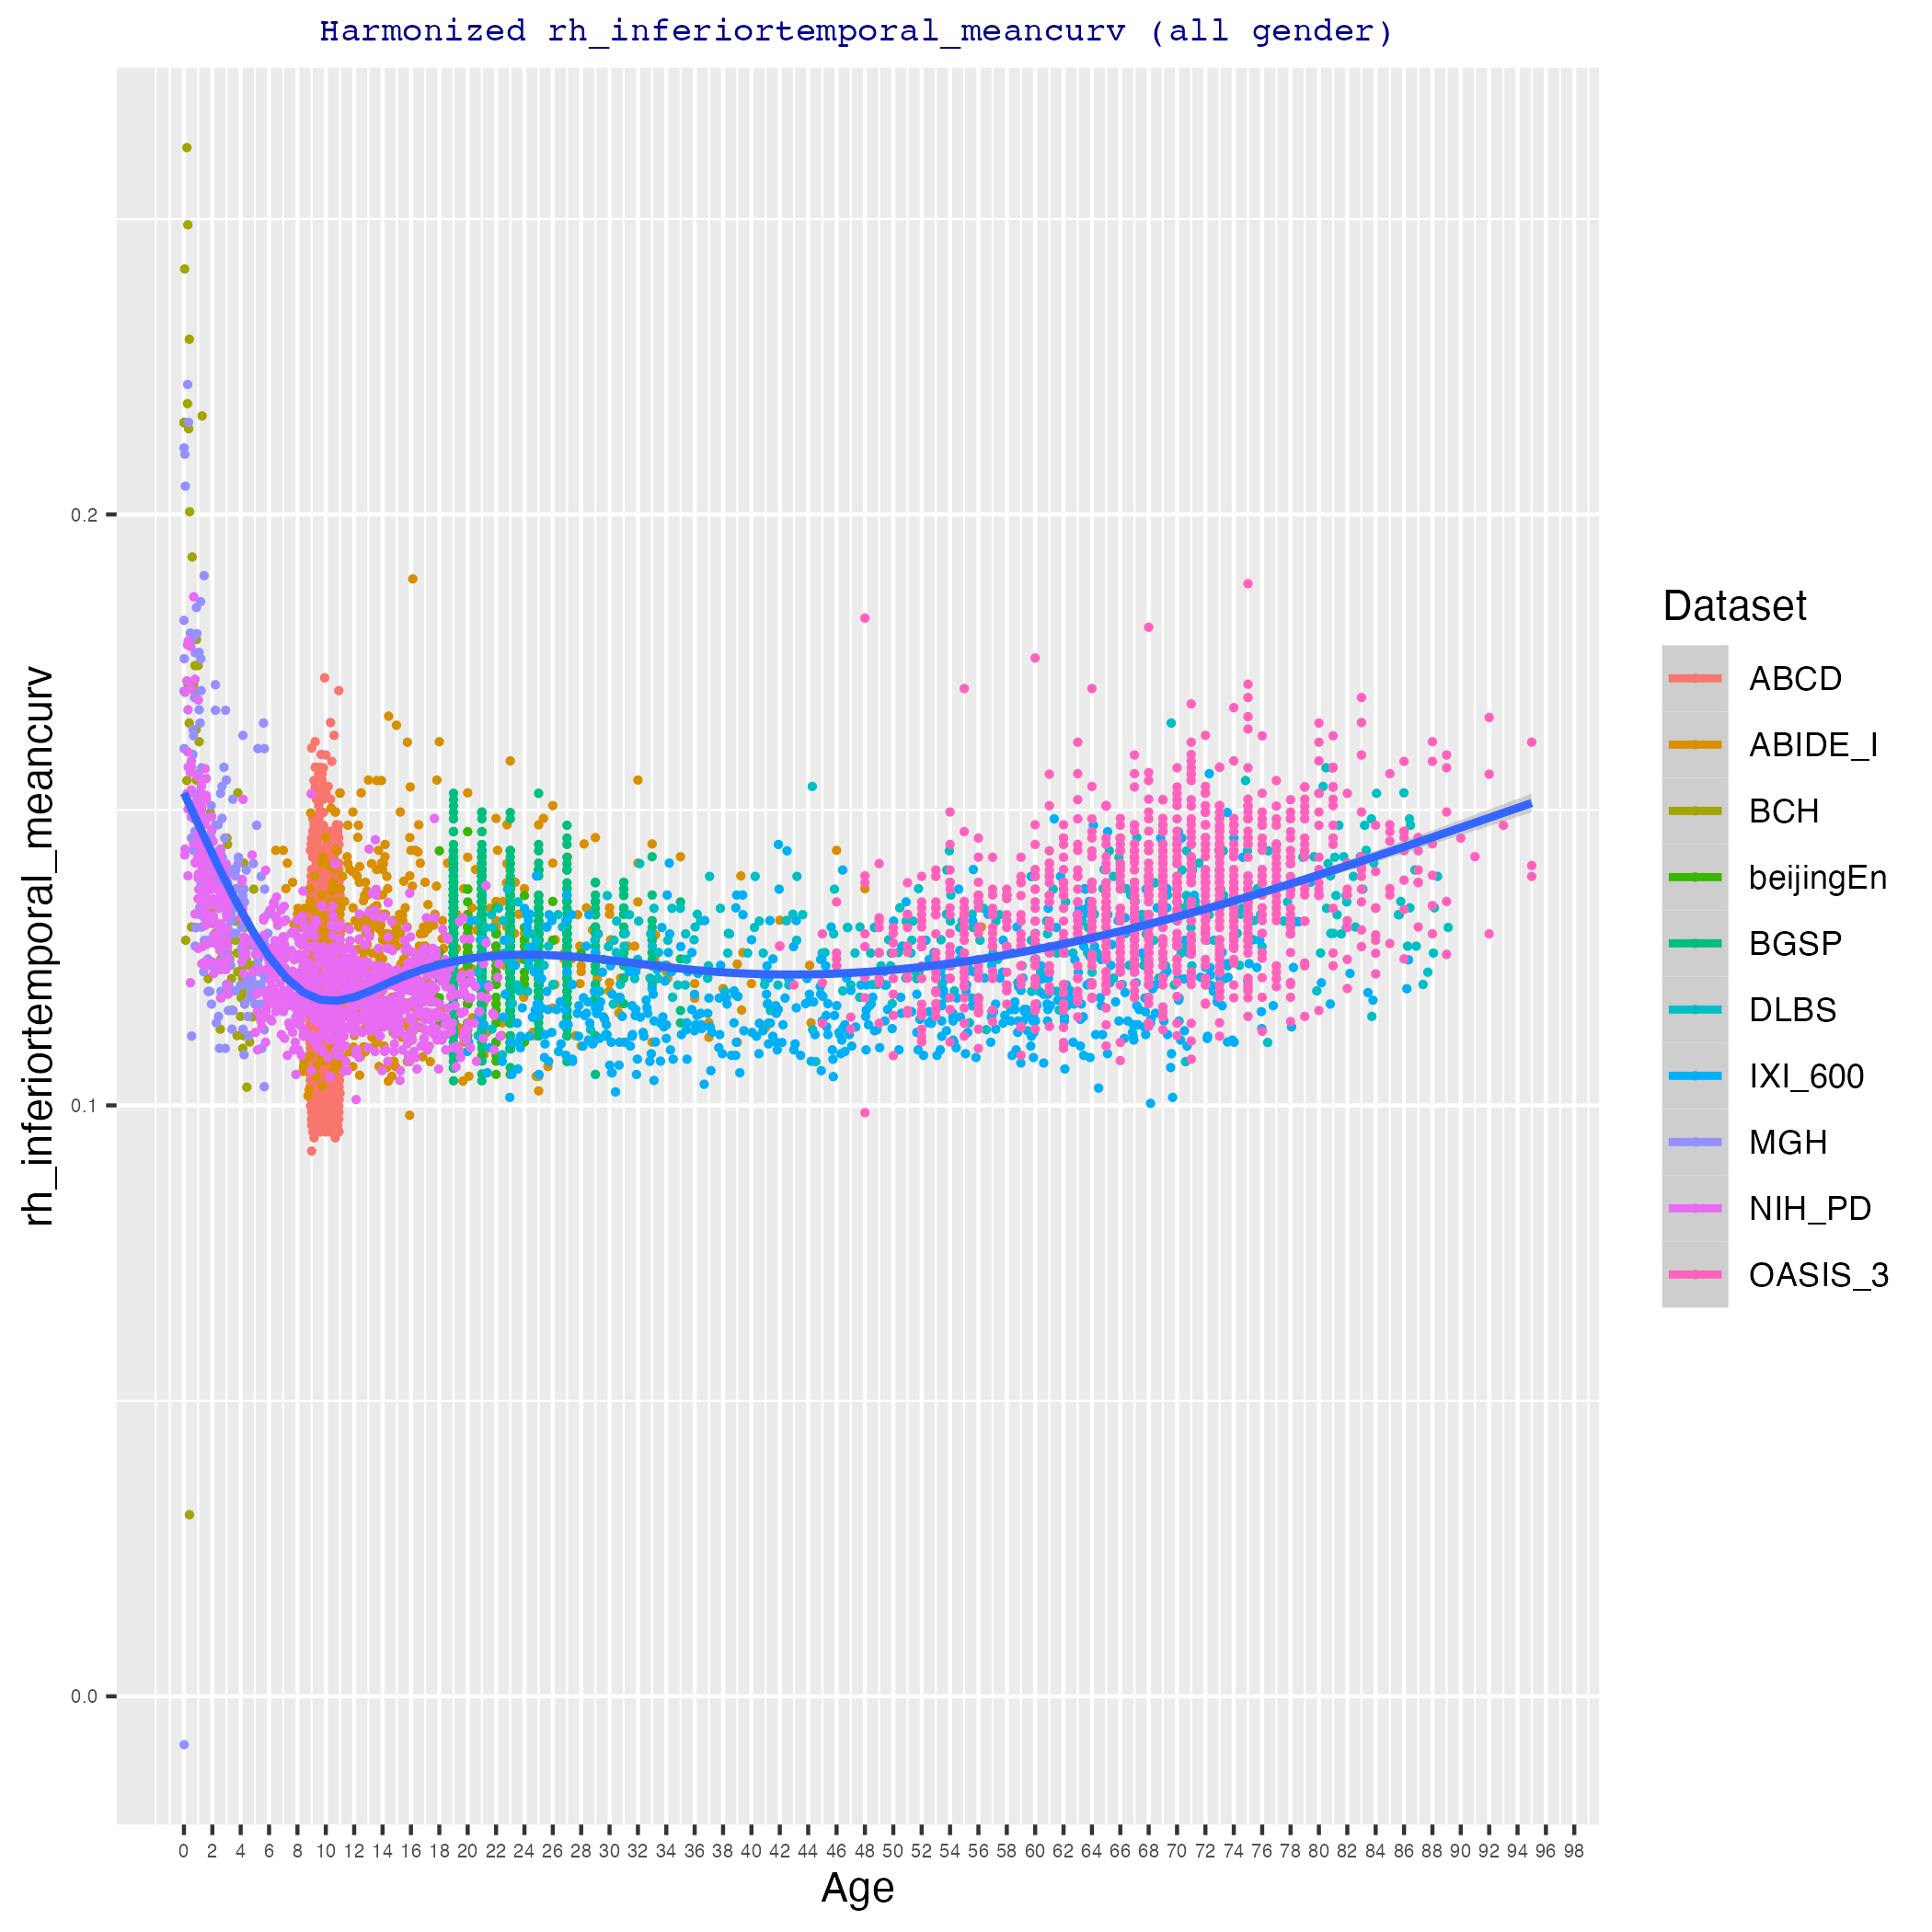 Harmonized rh_inferiortemporal_meancurv (all gender)
rh_inferiortemporal_meancurv
0.2
0.1
0.0
0 2 4 6 8 10 12 14 16 18 20 22 24 26 28 30 32 34 36 38 40 42 44 46 48 50 52 54 56 58 60 62 64 66 68 70 72 74 76 78 80 82 84 86 88 90 92 94 96 98
Age
Dataset
ABCD
ABIDE_I
BCH
beijingEn
BGSP
DLBS
IXI_600
MGH
NIH_PD
OASIS_3